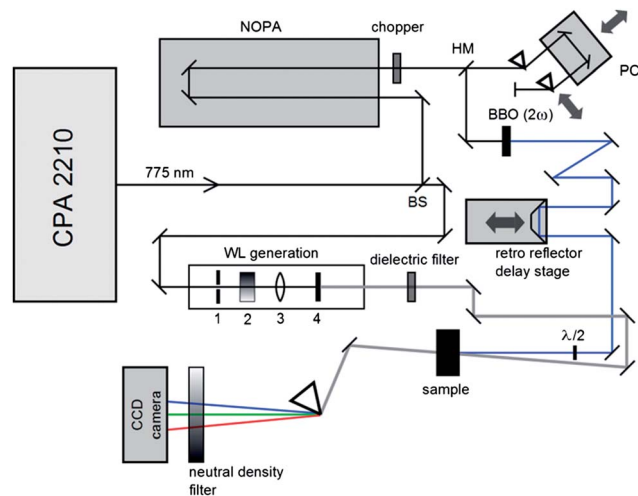 NOPA
chopper
HM
PC
BBO (2ω)
CPA 2210
775 nm
BS
WL generation
dielectric filter
retro reflector
delay stage
1 2 3 4
λ/2
sample
CCD
camera
neutral density
filter